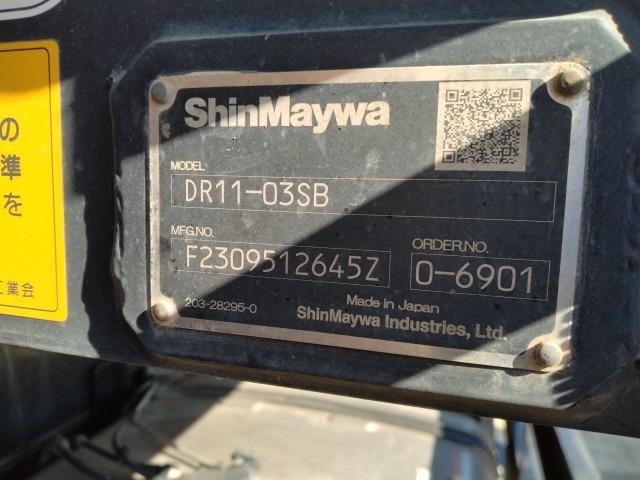 の
準
を
工業会
ShinMaywa
MODEL
DR11-03SB
MFG.NO.
F2309512645Z
ORDER.NO.
0-6901
203-28295-0
Made in Japan
ShinMaywa Industries, Ltd.